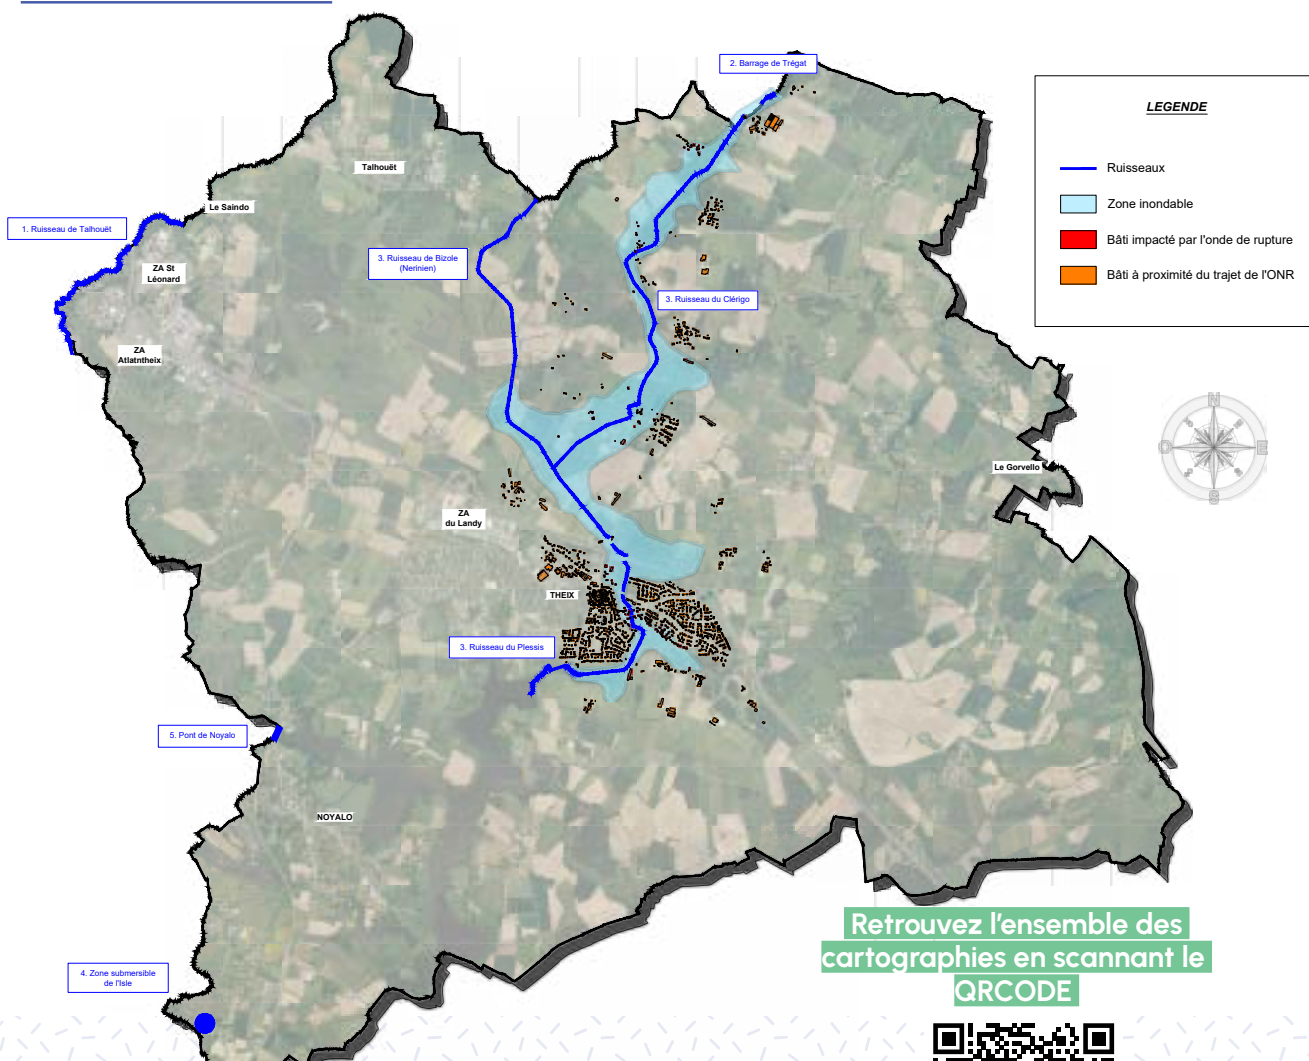 2. Barrage de Trégat
LEGENDE
Ruisseaux
Zone inondable
Bâti impacté par l'onde de rupture
Bâti à proximité du trajet de l'ONR
Talhouët
Le Saindo
1. Ruisseau de Talhouët
ZA St
Léonard
3. Ruisseau de Bizole
(Nerinien)
3. Ruisseau du Clérigo
ZA
Atlatntheix
N
E
S
O
Le Gorvello
ZA
du Landy
THEIX
3. Ruisseau du Plessis
5. Pont de Noyalo
NOYALO
4. Zone submersible
de l'Isle
Retrouvez l'ensemble des
cartographies en scannant le
QRCODE